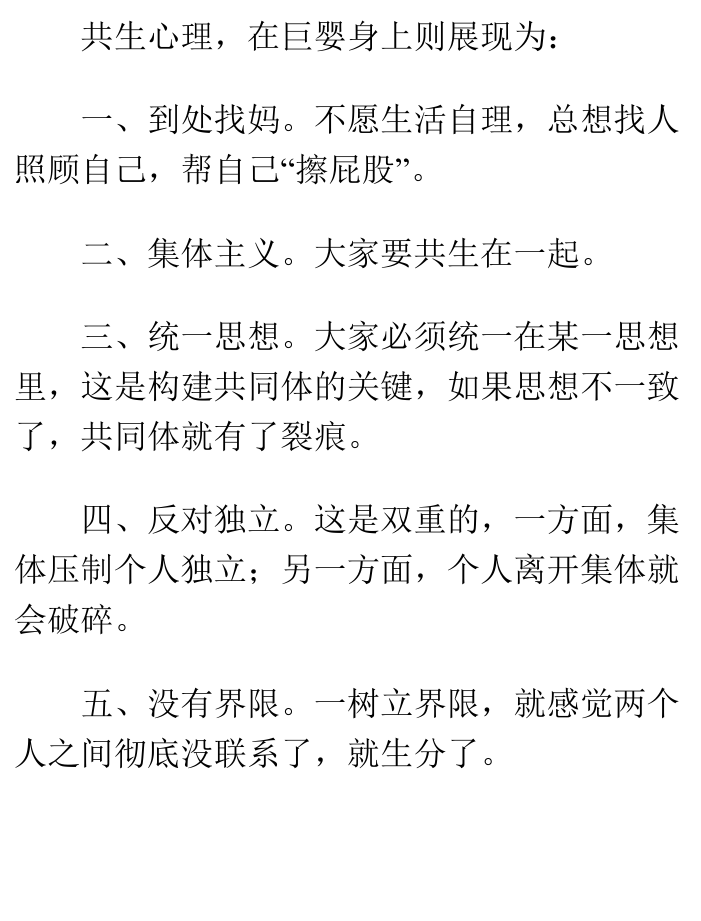 共生心理，在巨婴身上则展现为：
一、到处找妈。不愿生活自理，总想找人
照顾自己，帮自己“擦屁股”。
二、集体主义。大家要共生在一起。
三、统一思想。大家必须统一在某一思想
里，这是构建共同体的关键，如果思想不一致
了，共同体就有了裂痕。
四、反对独立。这是双重的，一方面，集
体压制个人独立；另一方面，个人离开集体就
会破碎。
五、没有界限。一树立界限，就感觉两个
人之间彻底没联系了，就生分了。